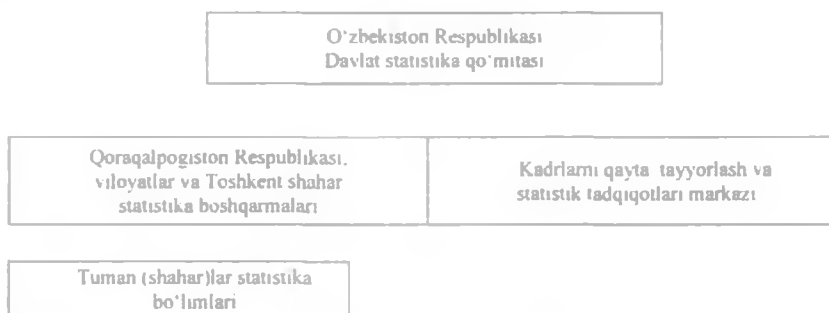 O‘zbekiston Respublikasi
Davlat statistika qo‘mitasi
Qoraqalpog̱iston Respublikasi,
viloyatlar va Toshkent shahar
statistika boshqarmalari
Kadrlarni qayta tayyorlash va
statistik tadqiqotlari markazi
Tuman (shahar)lar statistika
bo‘limlari